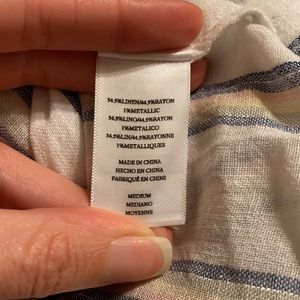 54.5%LINEN/44.5%RAYON
1%METALLIC
54.5%LINO/44.5%RAYON
1%METALICO
54.5%LIN/44.5%RAYONNE
1%METALLIQUES
MADE IN CHINA
HECHO EN CHINA
FABRIQUÉ EN CHINE
MEDIUM
MEDIANO
MOYENNE